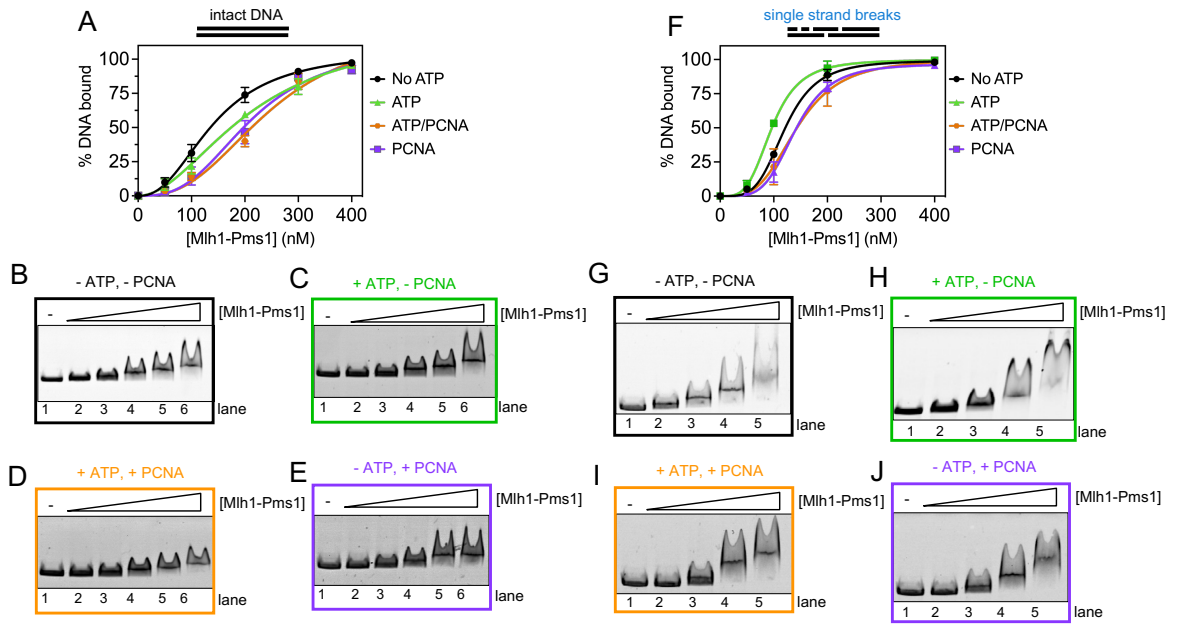 A
intact DNA
% DNA bound
100
75
50
25
0
0 100 200 300 400
[Mlh1-Pms1] (nM)
No ATP
ATP
ATP/PCNA
PCNA
F
single strand breaks
% DNA bound
100
75
50
25
0
0 100 200 300 400
[Mlh1-Pms1] (nM)
No ATP
ATP
ATP/PCNA
PCNA
B
- ATP, - PCNA
-
[Mlh1-Pms1]
1 2 3 4 5 6
lane
C
+ ATP, - PCNA
-
[Mlh1-Pms1]
1 2 3 4 5 6
lane
G
- ATP, - PCNA
-
[Mlh1-Pms1]
1 2 3 4 5
lane
H
+ ATP, - PCNA
-
[Mlh1-Pms1]
1 2 3 4 5
lane
D
+ ATP, + PCNA
-
[Mlh1-Pms1]
1 2 3 4 5 6
lane
E
- ATP, + PCNA
-
[Mlh1-Pms1]
1 2 3 4 5 6
lane
I
+ ATP, + PCNA
-
[Mlh1-Pms1]
1 2 3 4 5
lane
J
- ATP, + PCNA
-
[Mlh1-Pms1]
1 2 3 4 5
lane